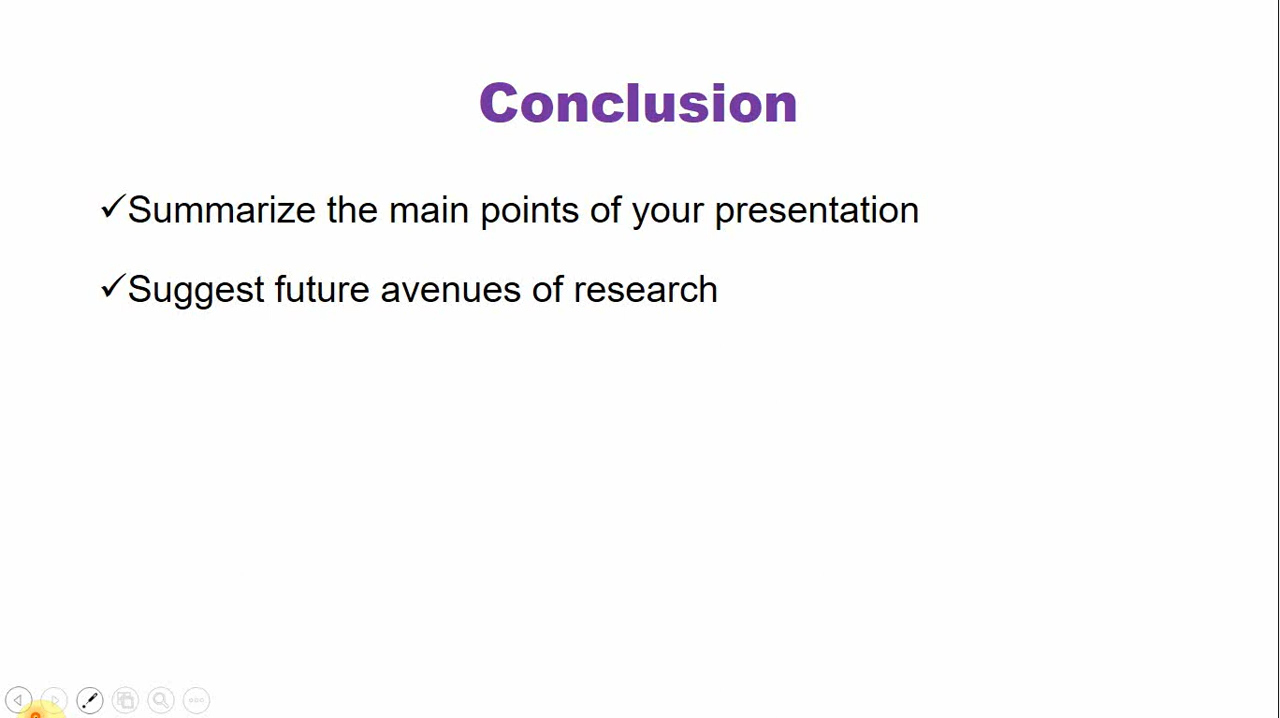 Conclusion
✓Summarize the main points of your presentation
✓Suggest future avenues of research